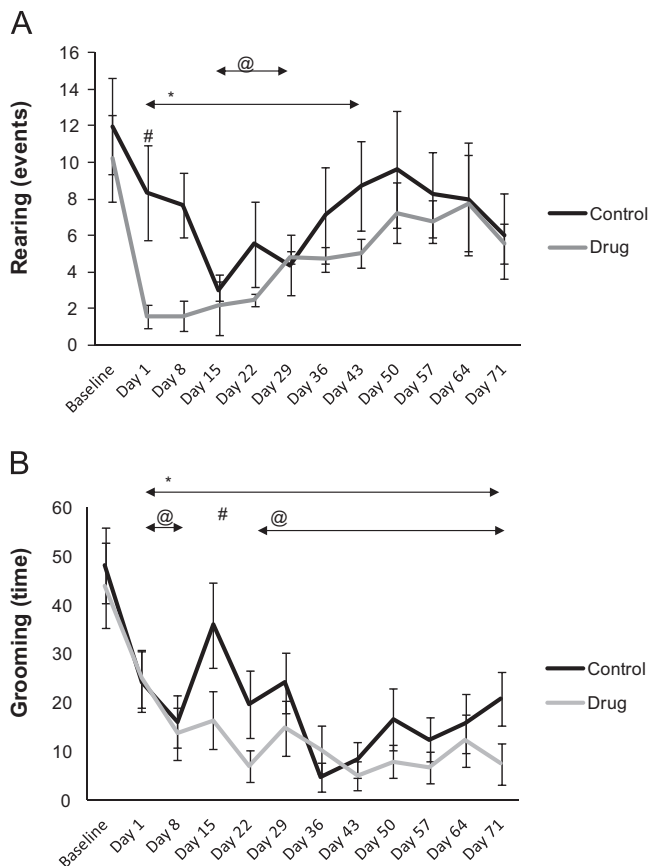 A
Rearing (events)
16
14
12
10
8
6
4
2
0
@
*
#
Control
Drug
Baseline
Day 1
Day 8
Day 15
Day 22
Day 29
Day 36
Day 43
Day 50
Day 57
Day 64
Day 71
B
Grooming (time)
60
50
40
30
20
10
0
*
@
#
@
Control
Drug
Baseline
Day 1
Day 8
Day 15
Day 22
Day 29
Day 36
Day 43
Day 50
Day 57
Day 64
Day 71